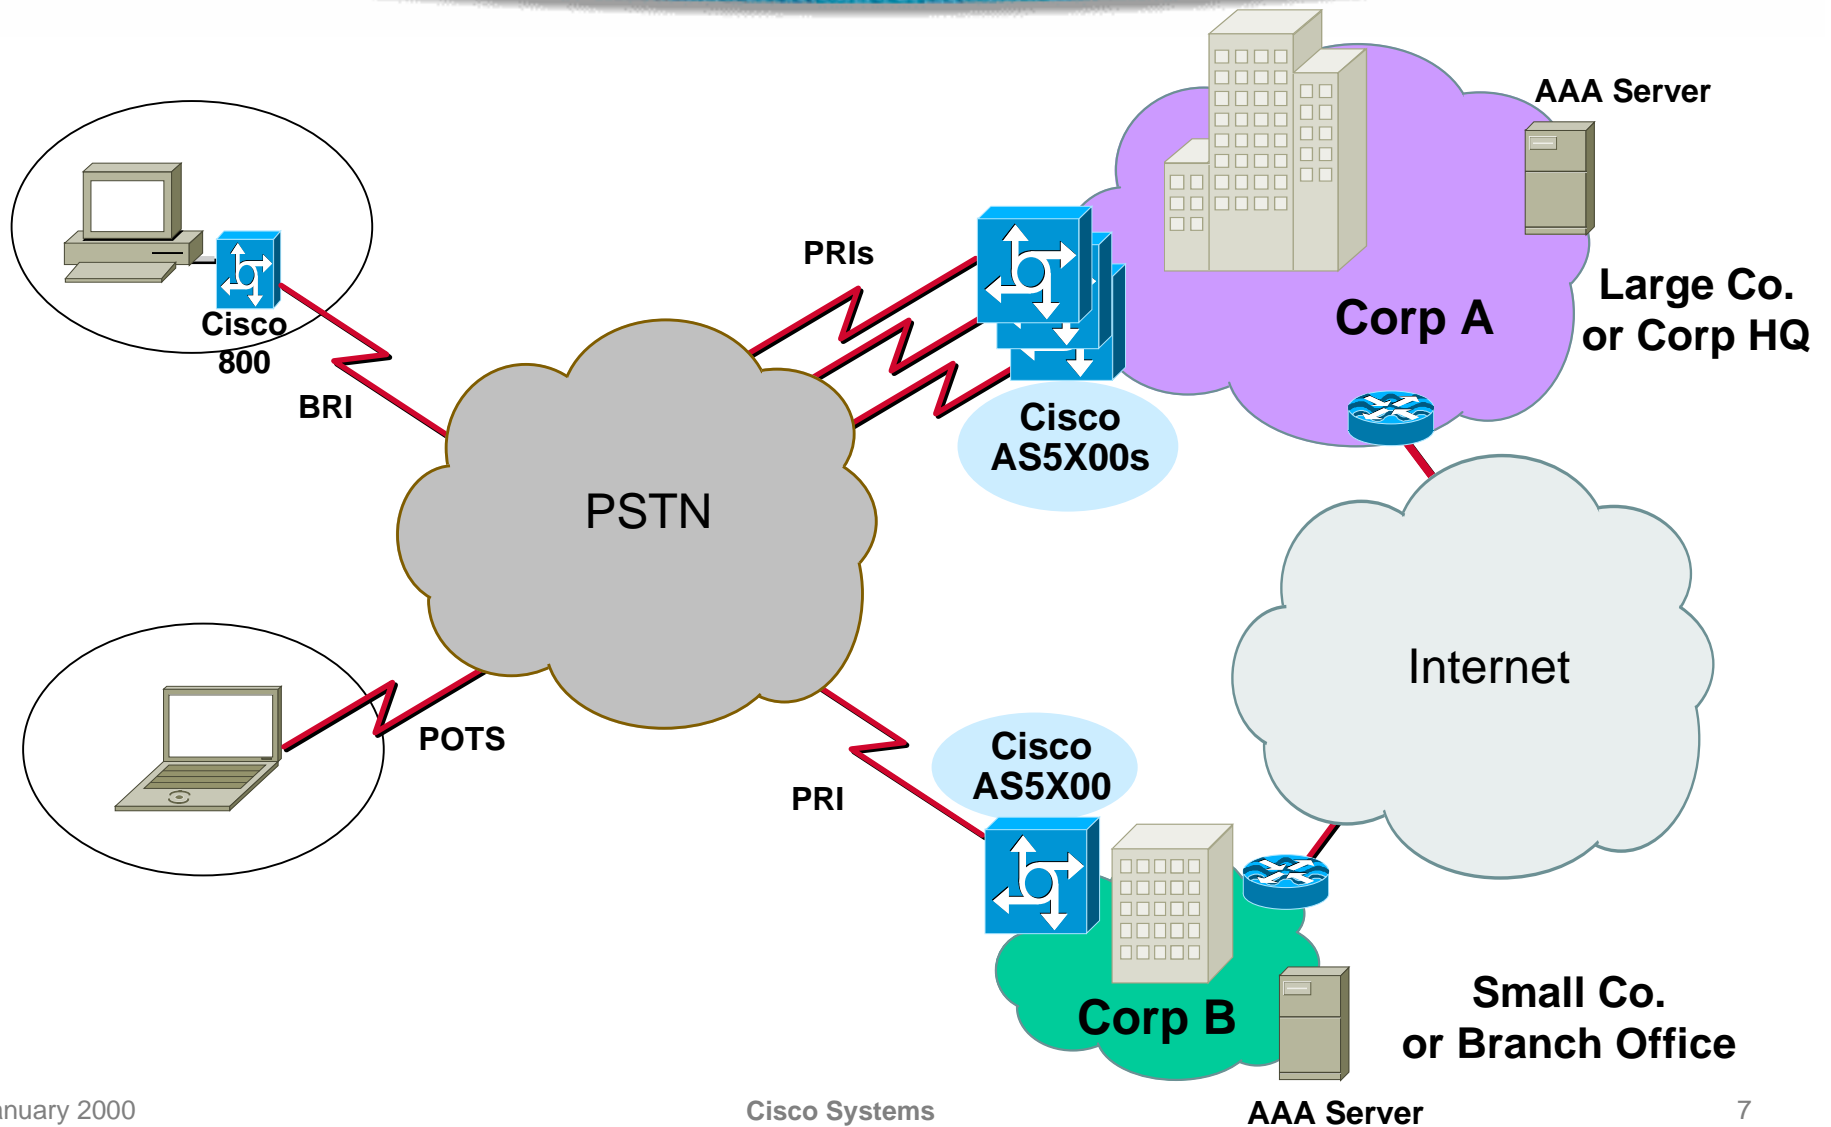 AAA Server
PRIs
Large Co.
or Corp HQ
Corp A
Cisco
800
BRI
Cisco
AS5X00s
PSTN
Internet
POTS
Cisco
AS5X00
PRI
Small Co.
or Branch Office
Corp B
2000
Cisco Systems
AAA Server
7